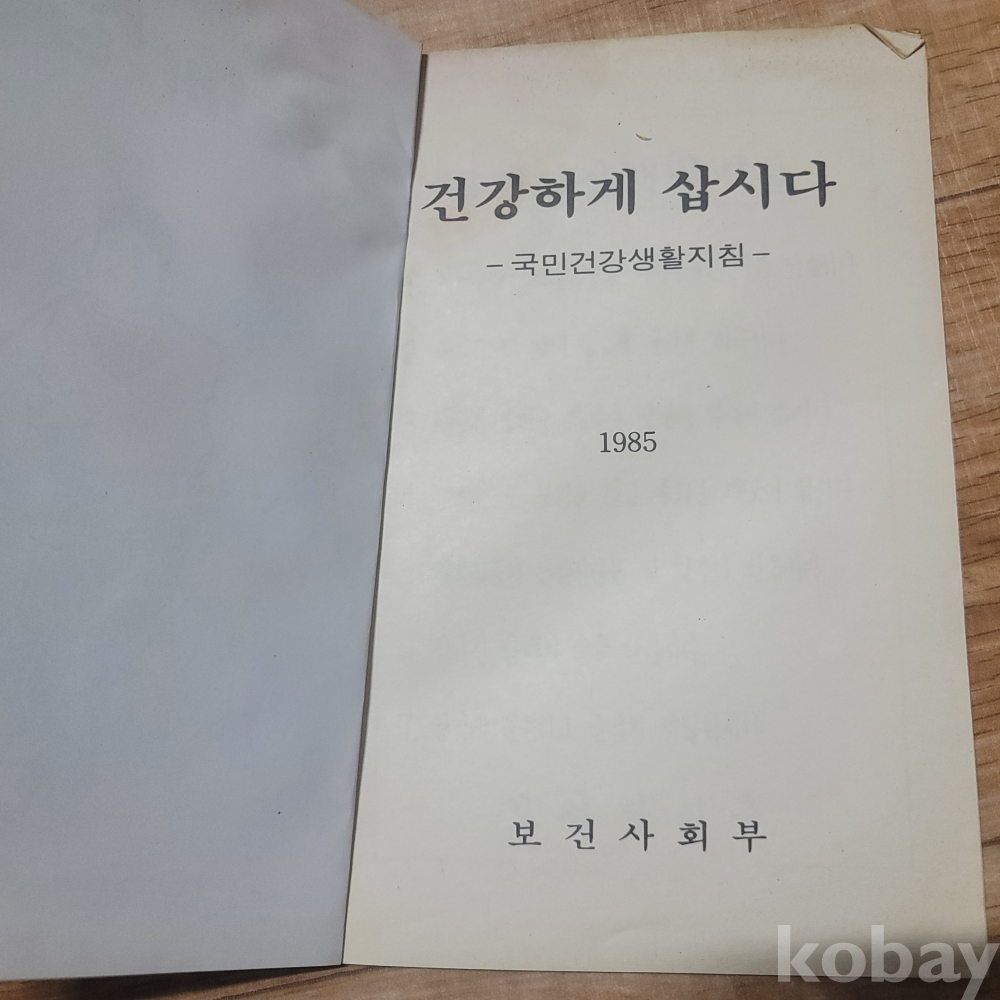 건강하게 삽시다
– 국민건강생활지침 –
1985
보 건 사 회 부
kobay